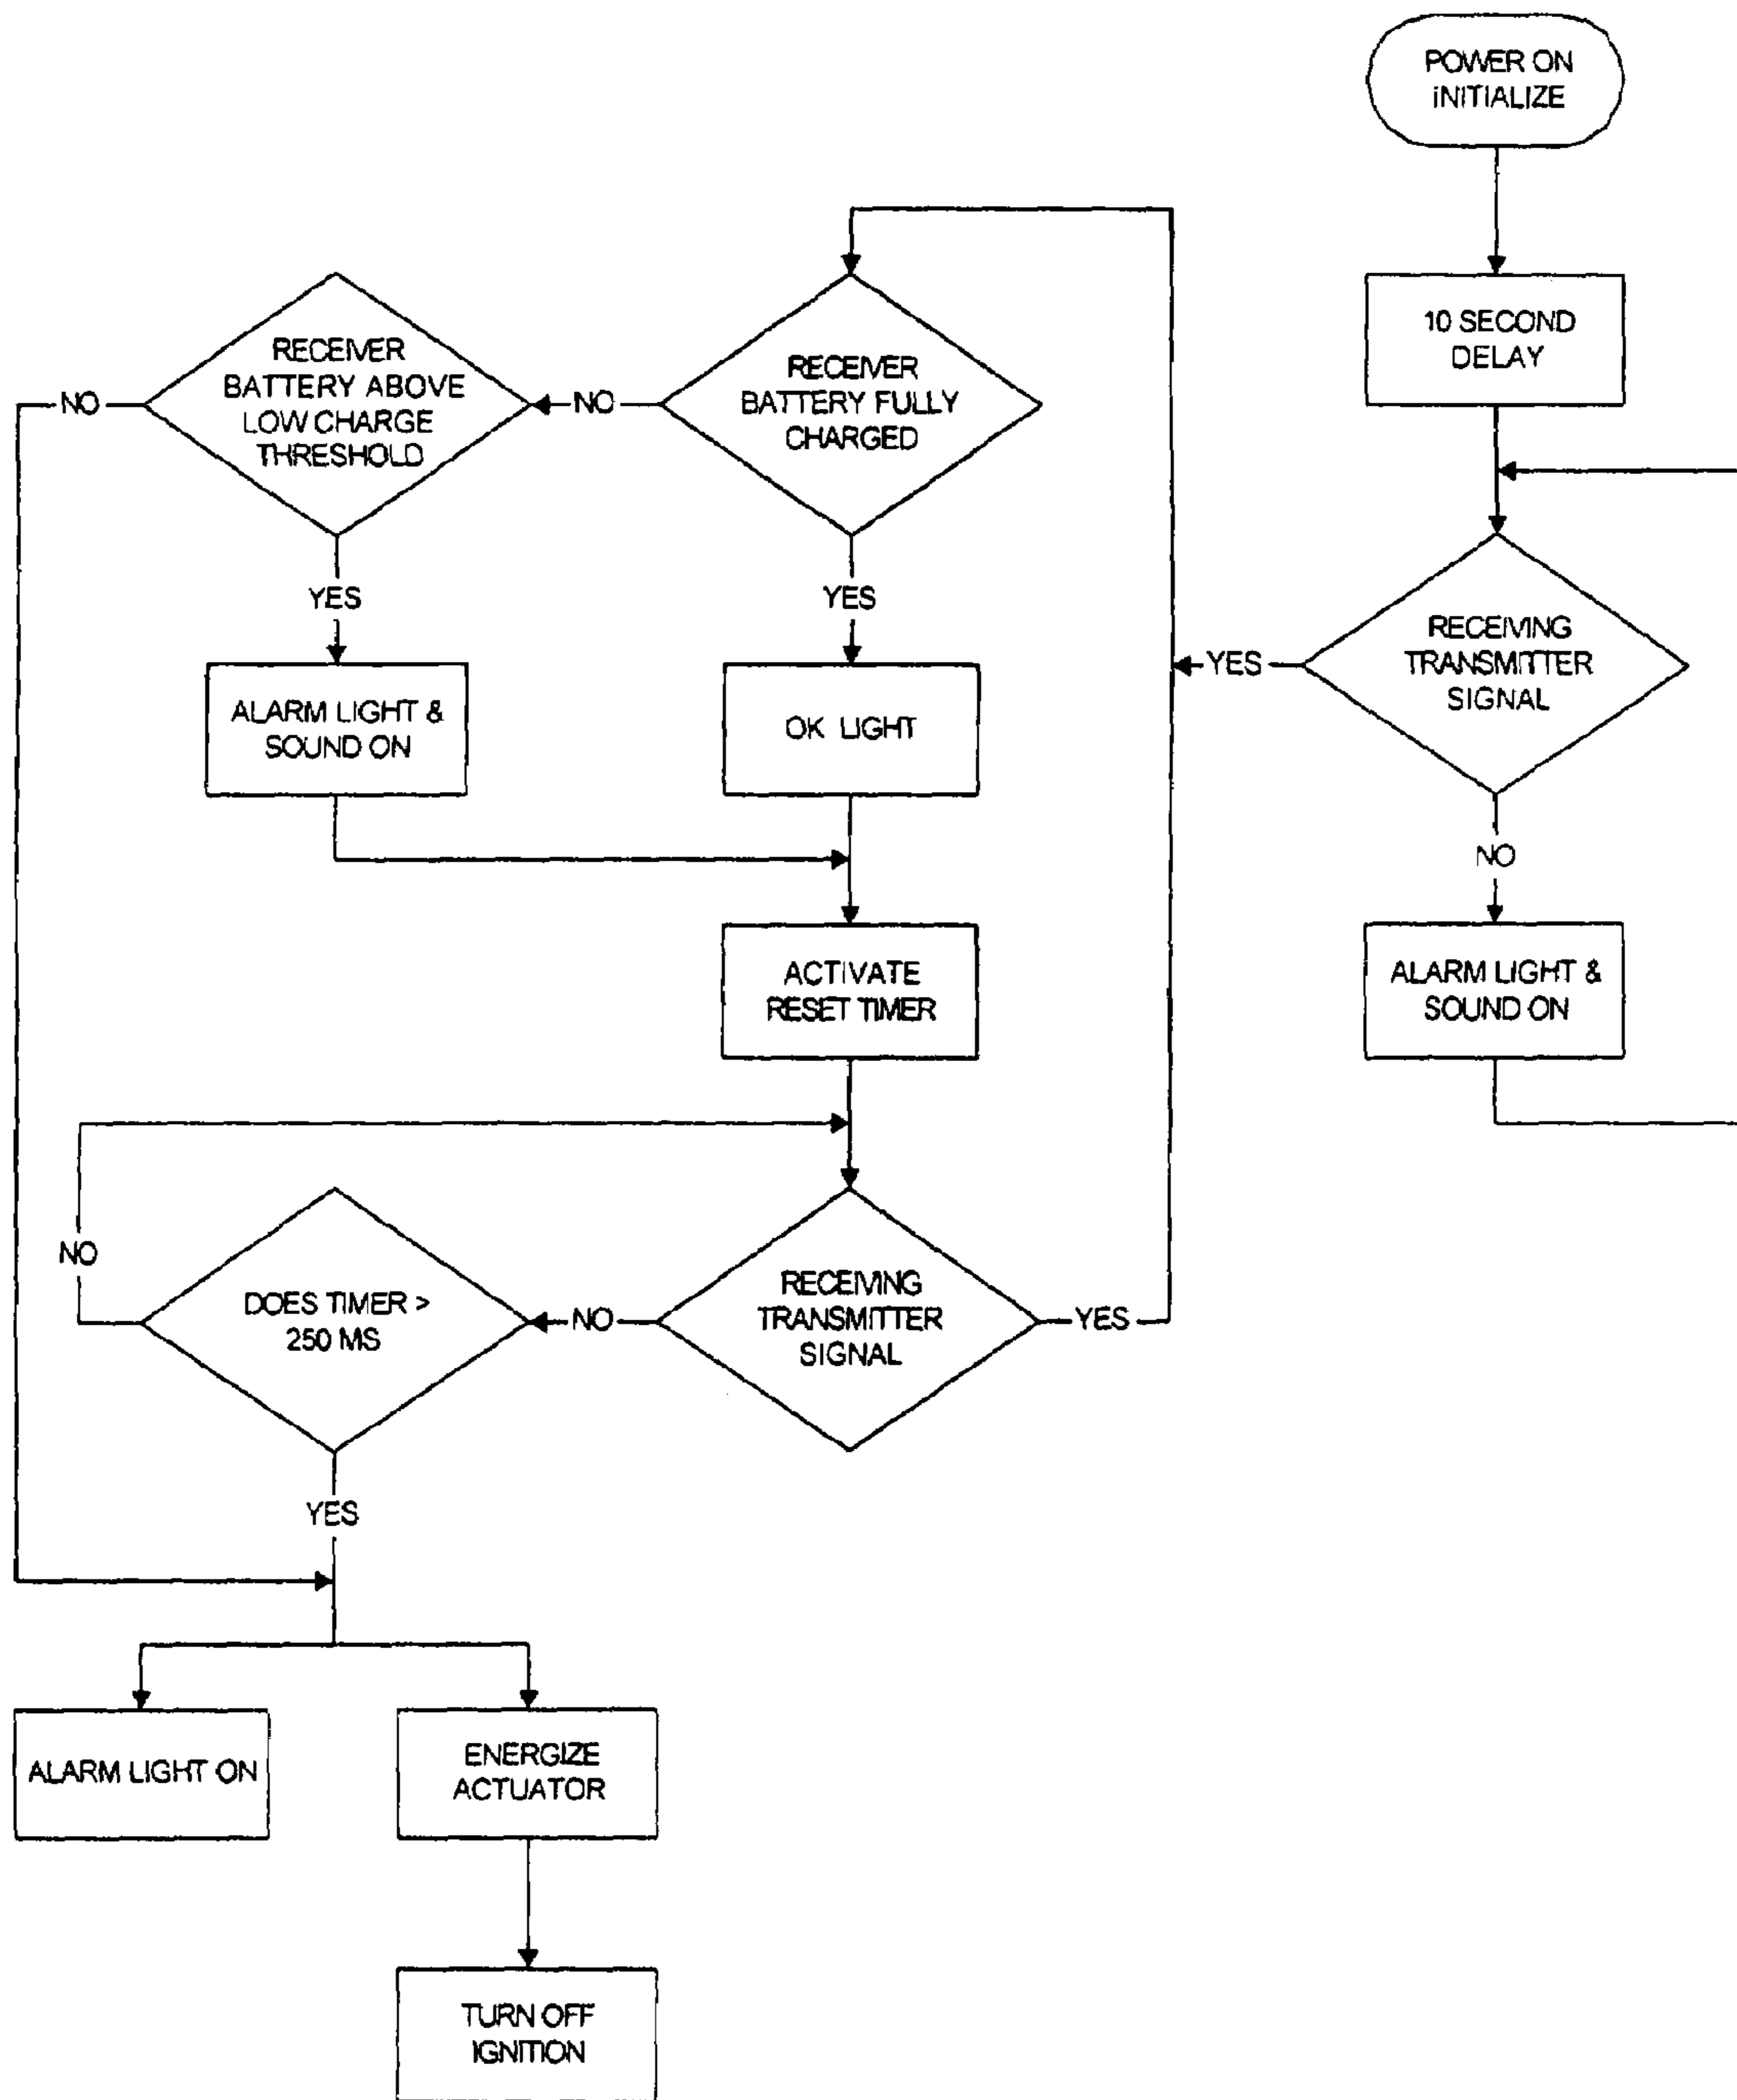 POWER ON
iNITIALIZE
10 SECOND
DELAY
RECEIVING
TRANSMITTER
SIGNAL
YES
NO
ALARM LIGHT &
SOUND ON
RECEIVER
BATTERY FULLY
CHARGED
NO
YES
RECEIVER
BATTERY ABOVE
LOW CHARGE
THRESHOLD
NO
YES
ALARM LIGHT &
SOUND ON
OK LIGHT
ACTIVATE
RESET TIMER
RECEIVING
TRANSMITTER
SIGNAL
YES
NO
DOES TIMER >
250 MS
NO
YES
ALARM LIGHT ON
ENERGIZE
ACTUATOR
TURN OFF
IGNITION